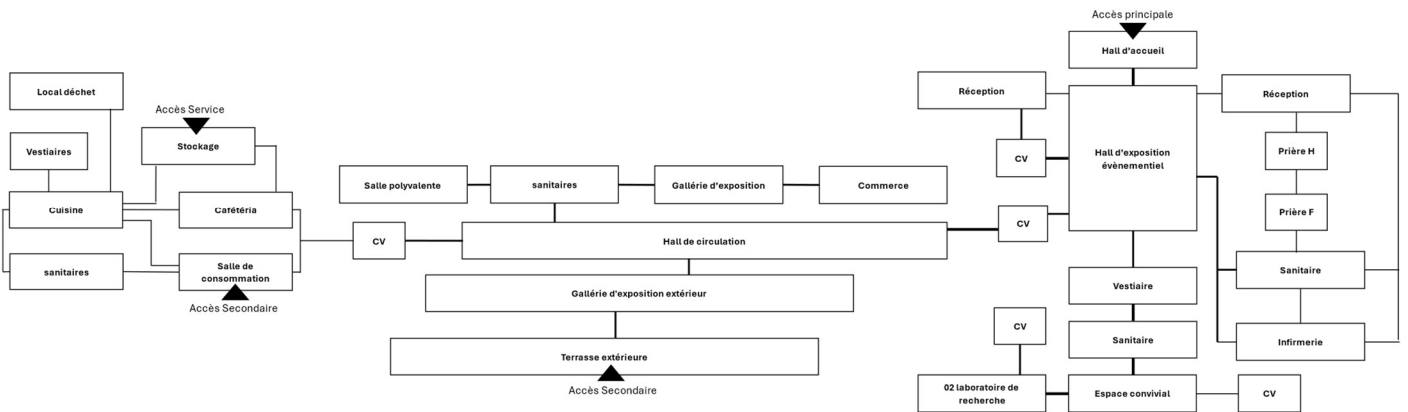 Accès principale
Hall d'accueil
Local déchet
Réception
Réception
Accès Service
Stockage
Vestiaires
Hall d'exposition
évènementiel
CV
Prière H
Salle polyvalente
sanitaires
Gallérie d'exposition
Commerce
Cuisine
Cafétéria
Prière F
CV
CV
Hall de circulation
sanitaires
Salle de
consommation
Sanitaire
Accès Secondaire
Gallérie d'exposition extérieur
Vestiaire
CV
Sanitaire
Infirmerie
Terrasse extérieure
Accès Secondaire
02 laboratoire de
recherche
Espace convivial
CV